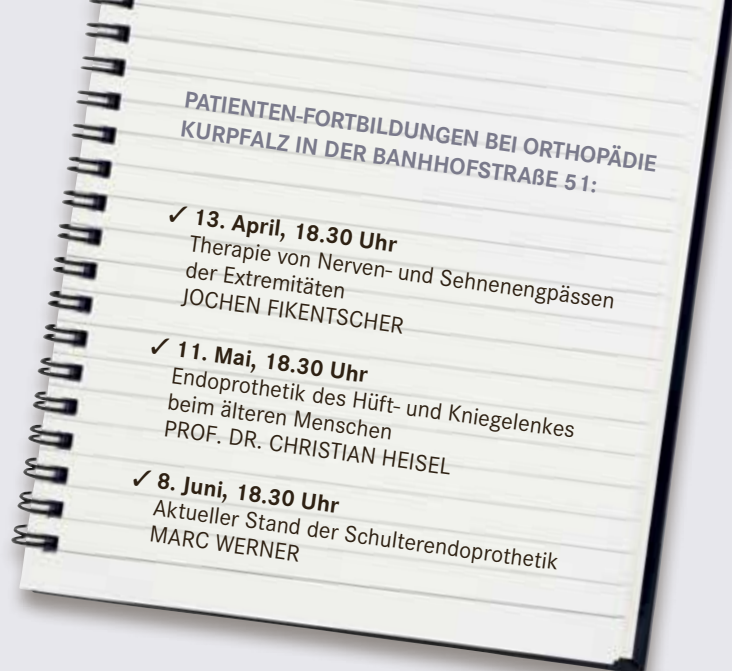 PATIENTEN-FORTBILDUNGEN BEI ORTHOPÄDIE
KURPFALZ IN DER BANHHOFSTRAßE 51:
✓ 13. April, 18.30 Uhr
Therapie von Nerven- und Sehnenengpässen
der Extremitäten
JOCHEN FIKENTSCHER
✓ 11. Mai, 18.30 Uhr
Endoprothetik des Hüft- und Kniegelenkes
beim älteren Menschen
PROF. DR. CHRISTIAN HEISEL
✓ 8. Juni, 18.30 Uhr
Aktueller Stand der Schulterendoprothetik
MARC WERNER